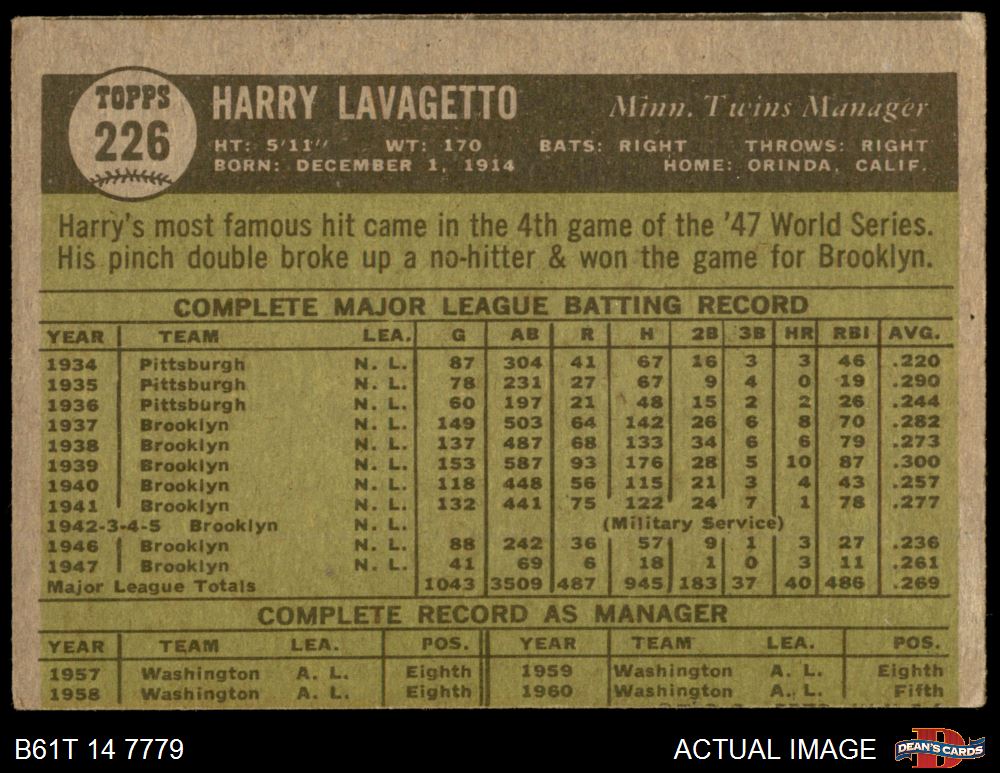 TOPPS
226
HARRY LAVAGETTO Minn. Twins Manager
HT: 5'11" WT: 170 BATS: RIGHT THROWS: RIGHT
BORN: DECEMBER 1, 1914 HOME: ORINDA, CALIF.
Harry's most famous hit came in the 4th game of the '47 World Series.
His pinch double broke up a no-hitter & won the game for Brooklyn.
COMPLETE MAJOR LEAGUE BATTING RECORD
YEAR TEAM LEA. G AB R H 2B 3B HR RBI AVG.
1934 Pittsburgh N. L. 87 304 41 67 16 3 3 46 .220
1935 Pittsburgh N. L. 78 231 27 67 9 4 0 19 .290
1936 Pittsburgh N. L. 60 197 21 48 15 2 2 26 .244
1937 Brooklyn N. L. 149 503 64 142 26 6 8 70 .282
1938 Brooklyn N. L. 137 487 68 133 34 6 6 79 .273
1939 Brooklyn N. L. 153 587 93 176 28 5 10 87 .300
1940 Brooklyn N. L. 118 448 56 115 21 3 4 43 .257
1941 Brooklyn N. L. 132 441 75 122 24 7 1 78 .277
1942-3-4-5 Brooklyn N. L. (Military Service)
1946 Brooklyn N. L. 88 242 36 57 9 1 3 27 .236
1947 Brooklyn N. L. 41 69 6 18 1 0 3 11 .261
Major League Totals 1043 3509 487 945 183 37 40 486 .269
COMPLETE RECORD AS MANAGER
YEAR TEAM LEA. POS. YEAR TEAM LEA. POS.
1957 Washington A. L. Eighth 1959 Washington A. L. Eighth
1958 Washington A. L. Eighth 1960 Washington A. L. Fifth
B61T 14 7779 ACTUAL IMAGE DEAN'S CARDS